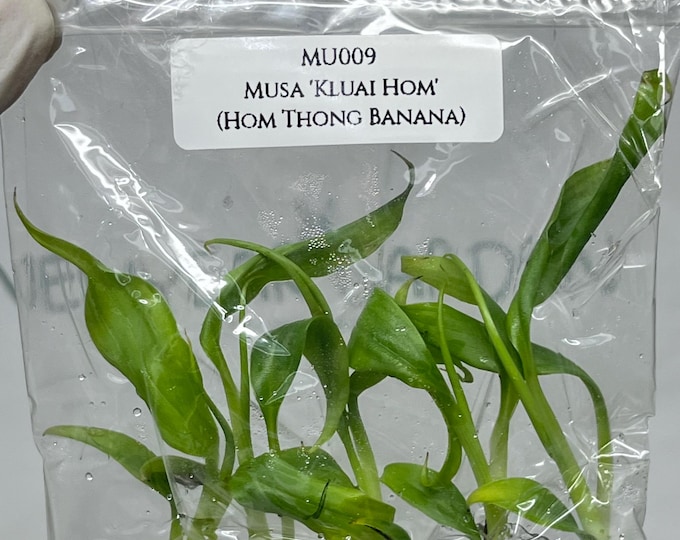 MU009
Musa 'Kluai Hom'
(Hom Thong Banana)